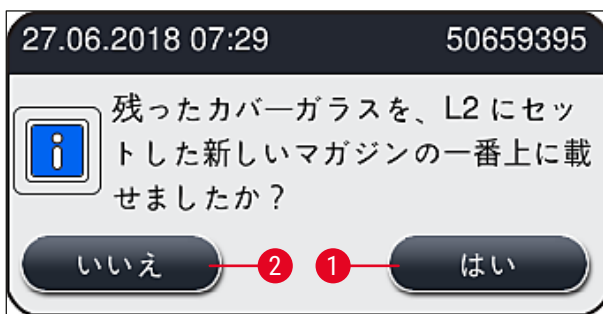 27.06.2018 07:29 50659395
残ったカバーガラスを、L2 にセッ
トした新しいマガジンの一番上に載
せましたか？
いいえ 2 1 はい